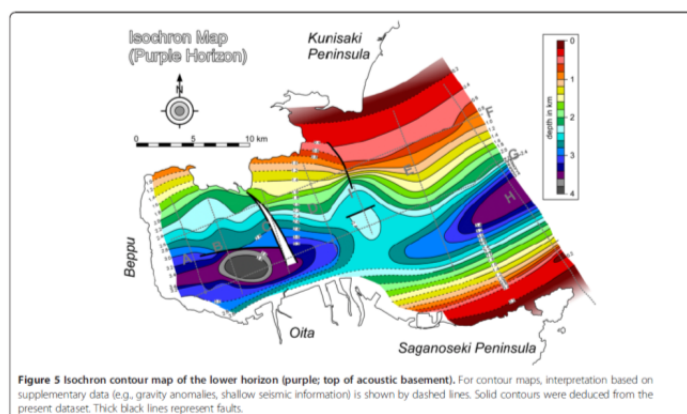 Isochron Map
(Purple Horizon)
Kunisaki
Peninsula
N
0 5 10 km
0
1
2
3
4
depth in km
F
G
E
H
D
C
B
A
Beppu
Oita
Saganoseki Peninsula
Figure 5 Isochron contour map of the lower horizon (purple; top of acoustic basement). For contour maps, interpretation based on
supplementary data (e.g., gravity anomalies, shallow seismic information) is shown by dashed lines. Solid contours were deduced from the
present dataset. Thick black lines represent faults.